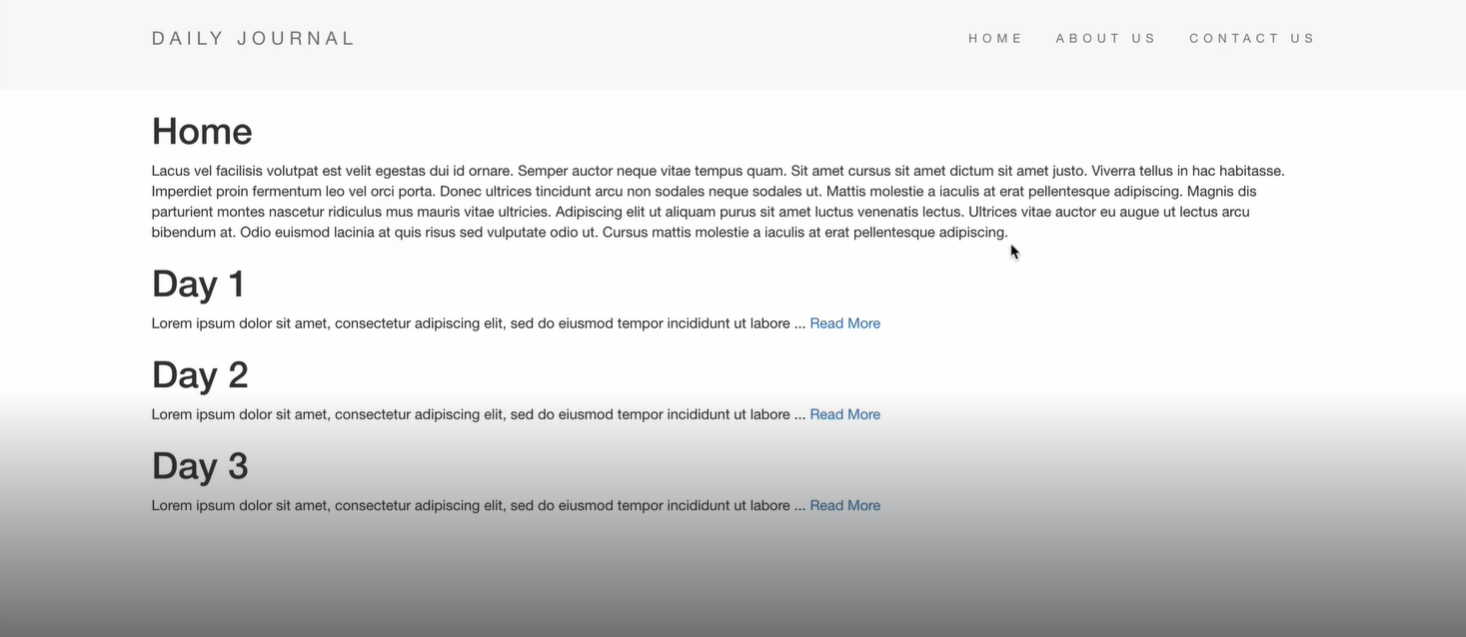 DAILY JOURNAL
HOME ABOUT US CONTACT US
Home
Lacus vel facilisis volutpat est velit egestas dui id ornare. Semper auctor neque vitae tempus quam. Sit amet cursus sit amet dictum sit amet justo. Viverra tellus in hac habitasse.
Imperdiet proin fermentum leo vel orci porta. Donec ultrices tincidunt arcu non sodales neque sodales ut. Mattis molestie a iaculis at erat pellentesque adipiscing. Magnis dis
parturient montes nascetur ridiculus mus mauris vitae ultricies. Adipiscing elit ut aliquam purus sit amet luctus venenatis lectus. Ultrices vitae auctor eu augue ut lectus arcu
bibendum at. Odio euismod lacinia at quis risus sed vulputate odio ut. Cursus mattis molestie a iaculis at erat pellentesque adipiscing.
Day 1
Lorem ipsum dolor sit amet, consectetur adipiscing elit, sed do eiusmod tempor incididunt ut labore ... Read More
Day 2
Lorem ipsum dolor sit amet, consectetur adipiscing elit, sed do eiusmod tempor incididunt ut labore ... Read More
Day 3
Lorem ipsum dolor sit amet, consectetur adipiscing elit, sed do eiusmod tempor incididunt ut labore ... Read More